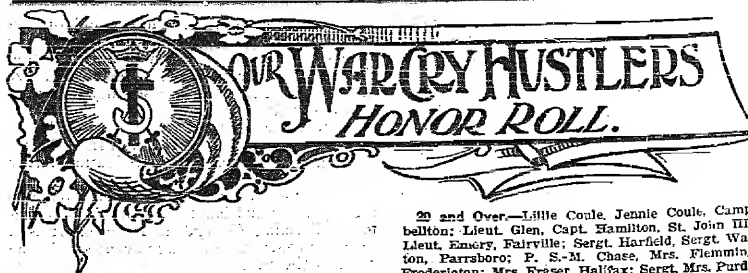 OUR WAR CRY HUSTLERS
HONOR ROLL.
S
20 and Over.—Lillie Coule, Jennie Coule, Camp
bellton; Lieut. Glen, Capt. Hamilton, St. John III
Lieut. Emery, Fairville; Sergt. Harfield, Sergt. Wa
ton, Parrsboro; P. S.-M. Chase, Mrs. Flemmin
Fredericton; Mrs. Fraser, Halifax; Sergt. Mrs. Purd